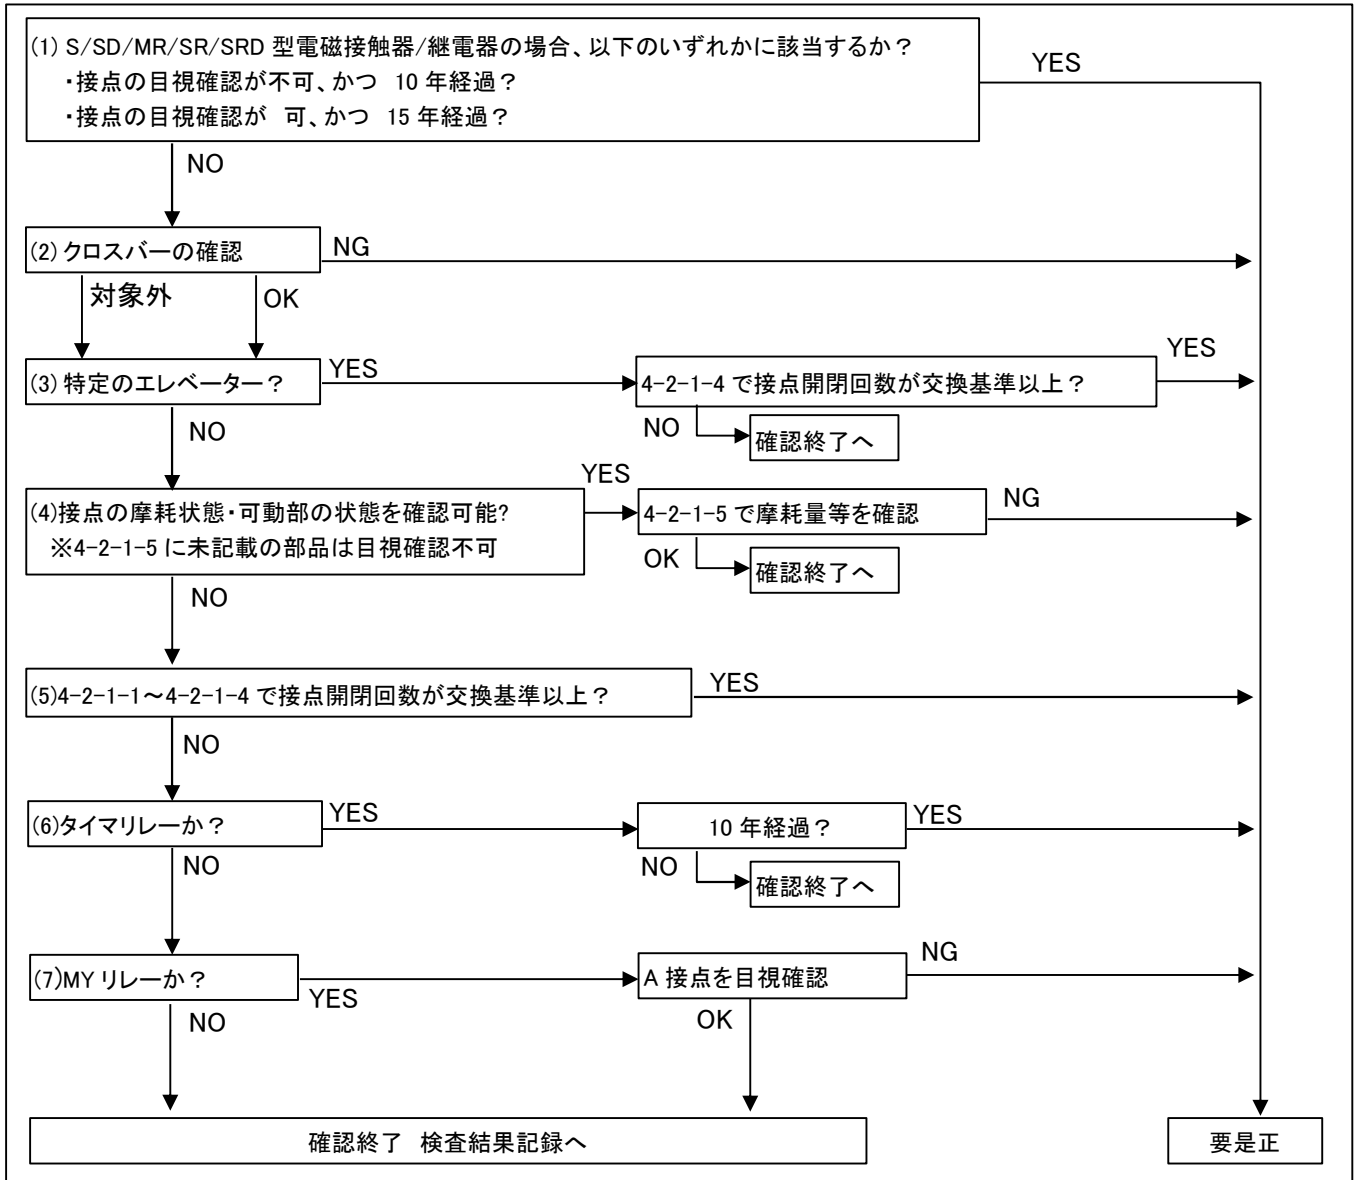 (1) S/SD/MR/SR/SRD 型電磁接触器/継電器の場合、以下のいずれかに該当するか？
・接点の目視確認が不可、かつ 10 年経過？
・接点の目視確認が 可、かつ 15 年経過？
YES
NO
(2) クロスバーの確認
NG
対象外
OK
(3) 特定のエレベーター？
YES
4-2-1-4 で接点開閉回数が交換基準以上？
YES
NO
NO
確認終了へ
(4)接点の摩耗状態・可動部の状態を確認可能?
※4-2-1-5 に未記載の部品は目視確認不可
YES
4-2-1-5 で摩耗量等を確認
NG
OK
確認終了へ
NO
(5)4-2-1-1～4-2-1-4 で接点開閉回数が交換基準以上？
YES
NO
(6)タイマリレーか？
YES
10 年経過？
YES
NO
NO
確認終了へ
(7)MY リレーか？
YES
A 接点を目視確認
NG
NO
OK
確認終了 検査結果記録へ
要是正